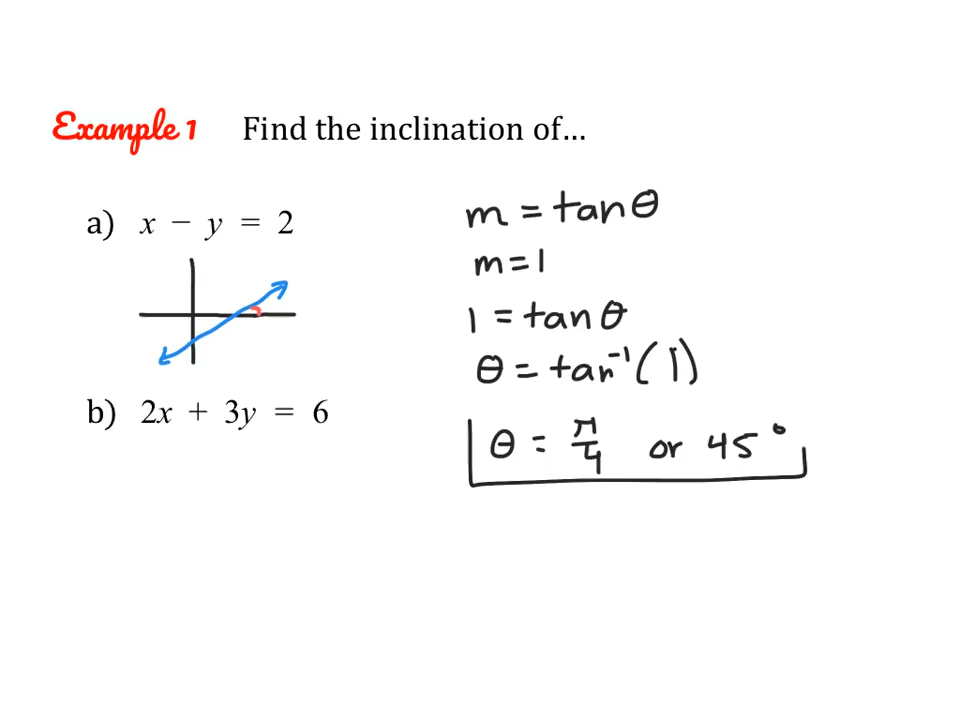 Example 1 Find the inclination of...
a) x − y = 2
b) 2x + 3y = 6
m = tanθ
m = 1
1 = tanθ
θ = tan⁻¹(1)
θ = π/4 or 45°